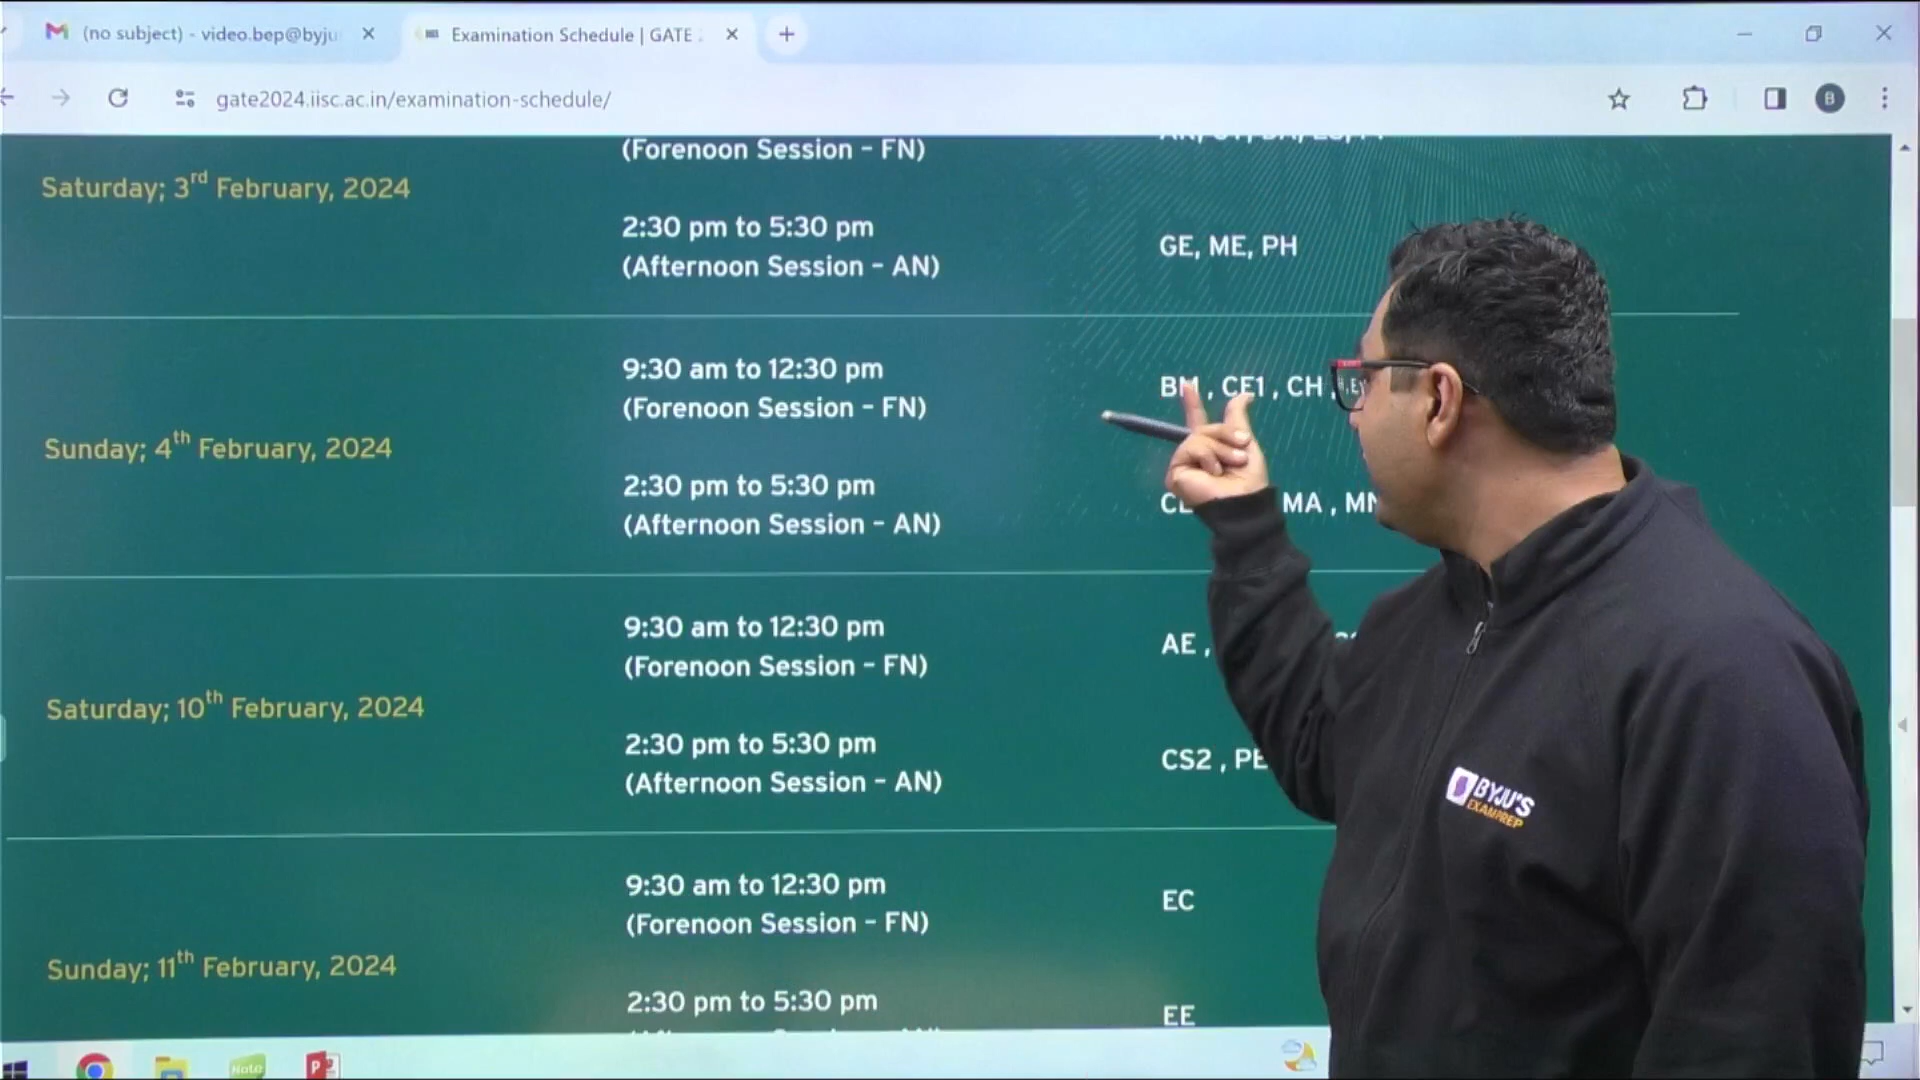 (no subject) - video.bep@byju
Examination Schedule | GATE
gate2024.iisc.ac.in/examination-schedule/
(Forenoon Session – FN)
Saturday; 3rd February, 2024
2:30 pm to 5:30 pm
(Afternoon Session – AN)
GE, ME, PH
9:30 am to 12:30 pm
(Forenoon Session – FN)
BM , CE1 , CH ,
Sunday; 4th February, 2024
2:30 pm to 5:30 pm
(Afternoon Session – AN)
MA ,
9:30 am to 12:30 pm
(Forenoon Session – FN)
AE ,
Saturday; 10th February, 2024
2:30 pm to 5:30 pm
(Afternoon Session – AN)
CS2 , PE
9:30 am to 12:30 pm
(Forenoon Session – FN)
EC
Sunday; 11th February, 2024
2:30 pm to 5:30 pm
EE
BYJU'S
EXAM PREP
Note
B